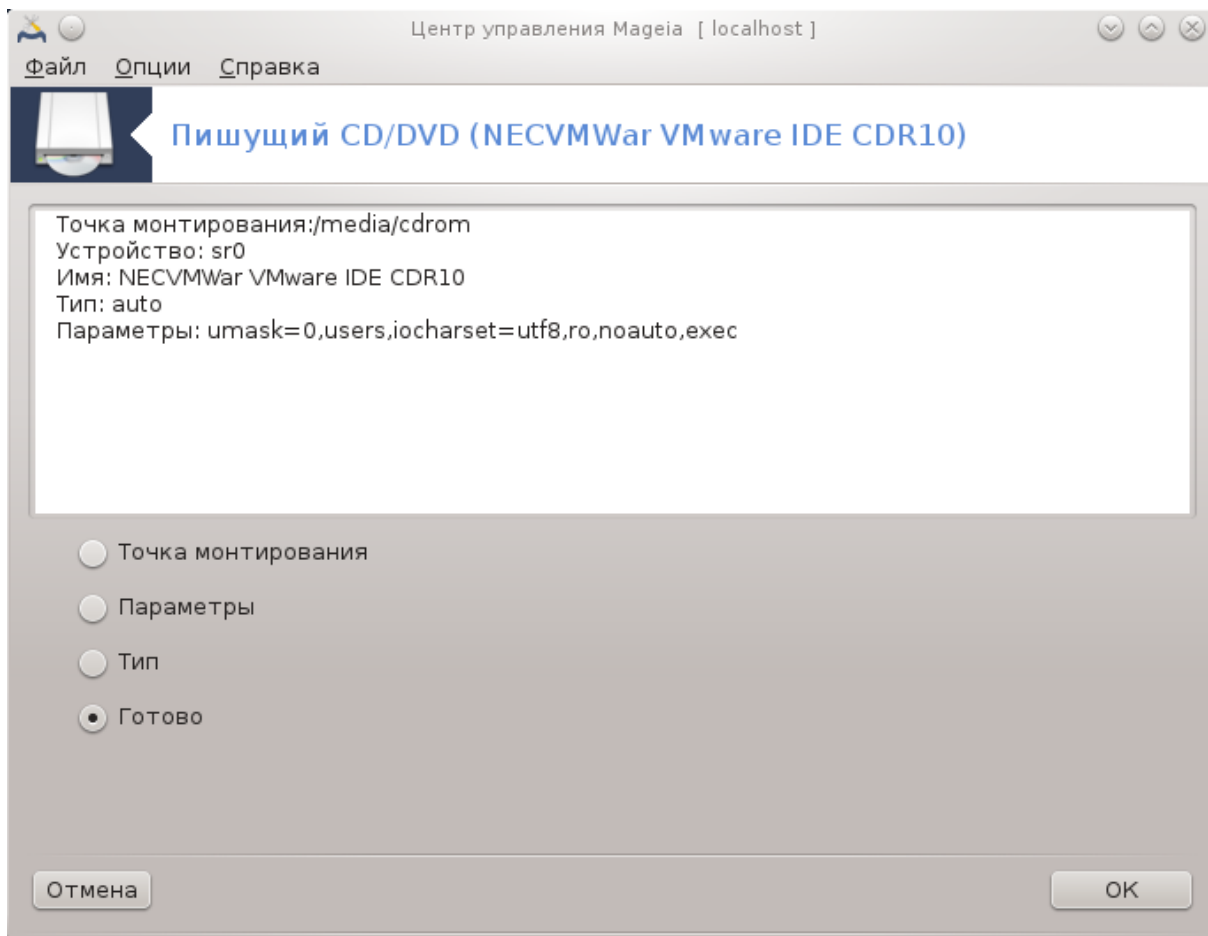 Центр управления Mageia [ localhost ]
Файл Опции Справка
Пишущий CD/DVD (NECVMWar VMware IDE CDR10)
Точка монтирования:/media/cdrom
Устройство: sr0
Имя: NECVMWar VMware IDE CDR10
Тип: auto
Параметры: umask=0,users,iocharset=utf8,ro,noauto,exec
Точка монтирования
Параметры
Тип
Готово
Отмена OK